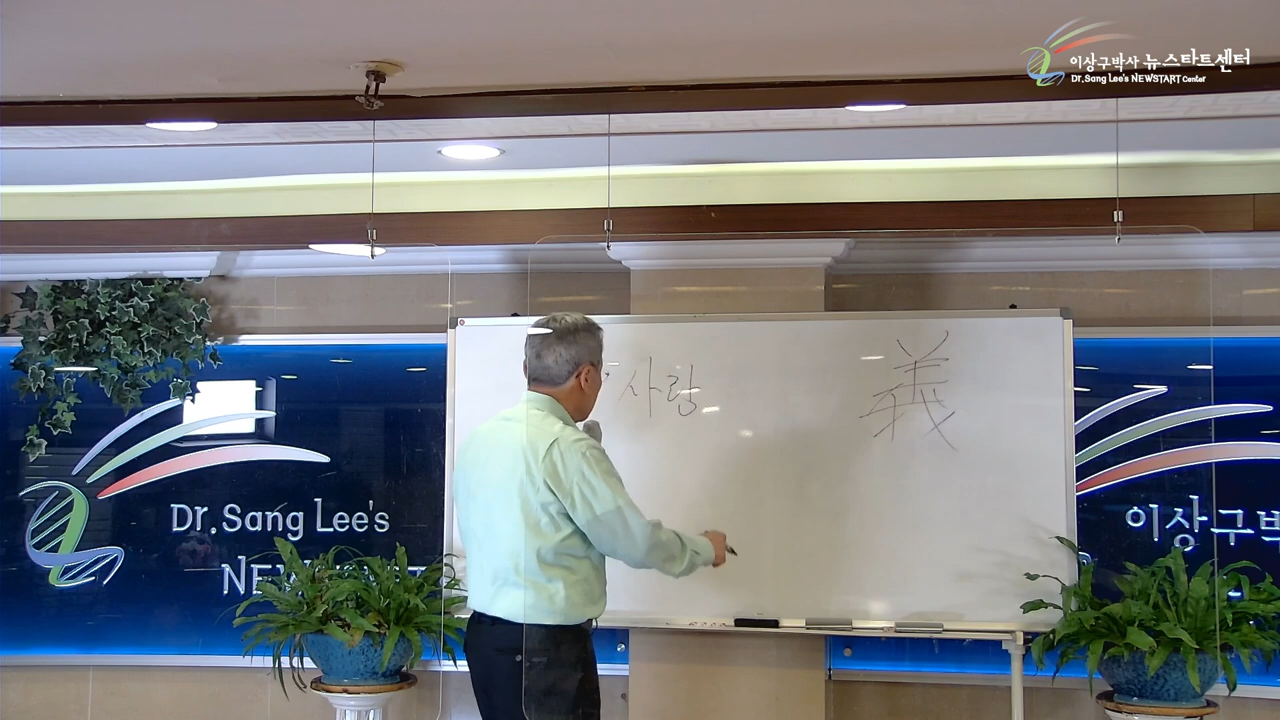 이상구박사 뉴스타트센터
Dr. Sang Lee's NEWSTART Center
사랑
義
Dr. Sang Lee's
이상구